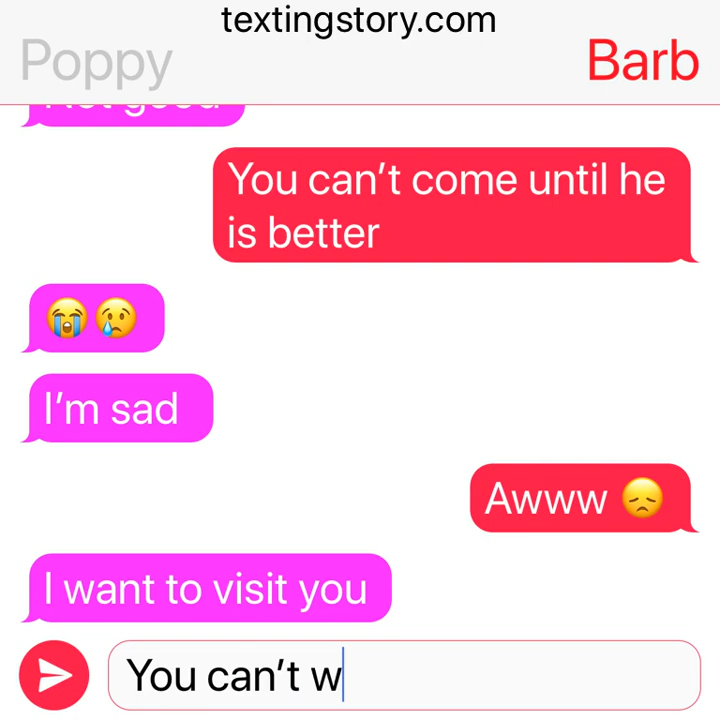 textingstory.com
Poppy
Barb
You can’t come until he
is better
😭😢
I’m sad
Awww 😞
I want to visit you
You can’t w